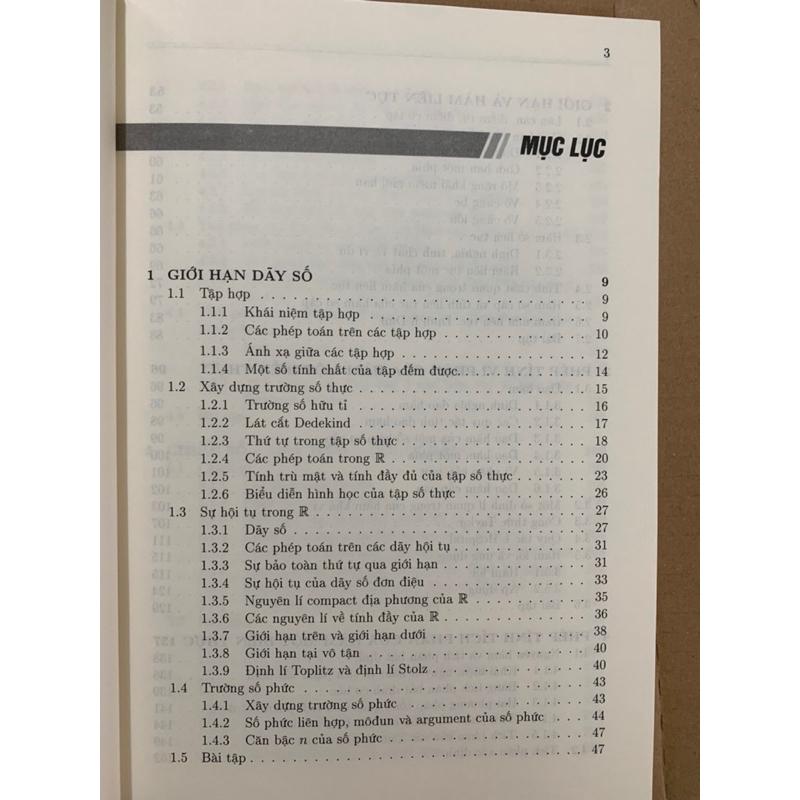 3
MỤC LỤC
1 GIỚI HẠN DÃY SỐ 9
1.1 Tập hợp . . . . . . . . . . 9
1.1.1 Khái niệm tập hợp . . . . . . . . . . 9
1.1.2 Các phép toán trên các tập hợp . . . . . . . . . . 10
1.1.3 Ánh xạ giữa các tập hợp . . . . . . . . . . 12
1.1.4 Một số tính chất của tập đếm được. . . . . . . . . . . 14
1.2 Xây dựng trường số thực . . . . . . . . . . 15
1.2.1 Trường số hữu tỉ . . . . . . . . . . 16
1.2.2 Lát cắt Dedekind . . . . . . . . . . 17
1.2.3 Thứ tự trong tập số thực . . . . . . . . . . 18
1.2.4 Các phép toán trong ℝ . . . . . . . . . . 20
1.2.5 Tính trù mật và tính đầy đủ của tập số thực . . . . . . . . . . 23
1.2.6 Biểu diễn hình học của tập số thực . . . . . . . . . . 26
1.3 Sự hội tụ trong ℝ . . . . . . . . . . 27
1.3.1 Dãy số . . . . . . . . . . 27
1.3.2 Các phép toán trên các dãy hội tụ . . . . . . . . . . 31
1.3.3 Sự bảo toàn thứ tự qua giới hạn . . . . . . . . . . 31
1.3.4 Sự hội tụ của dãy số đơn điệu . . . . . . . . . . 33
1.3.5 Nguyên lí compact địa phương của ℝ . . . . . . . . . . 35
1.3.6 Các nguyên lí về tính đầy của ℝ . . . . . . . . . . 36
1.3.7 Giới hạn trên và giới hạn dưới . . . . . . . . . . 38
1.3.8 Giới hạn tại vô tận . . . . . . . . . . 40
1.3.9 Định lí Toplitz và định lí Stolz . . . . . . . . . . 40
1.4 Trường số phức . . . . . . . . . . 43
1.4.1 Xây dựng trường số phức . . . . . . . . . . 43
1.4.2 Số phức liên hợp, môđun và argument của số phức . . . . . . . . . . 44
1.4.3 Căn bậc n của số phức . . . . . . . . . . 47
1.5 Bài tập . . . . . . . . . . 47